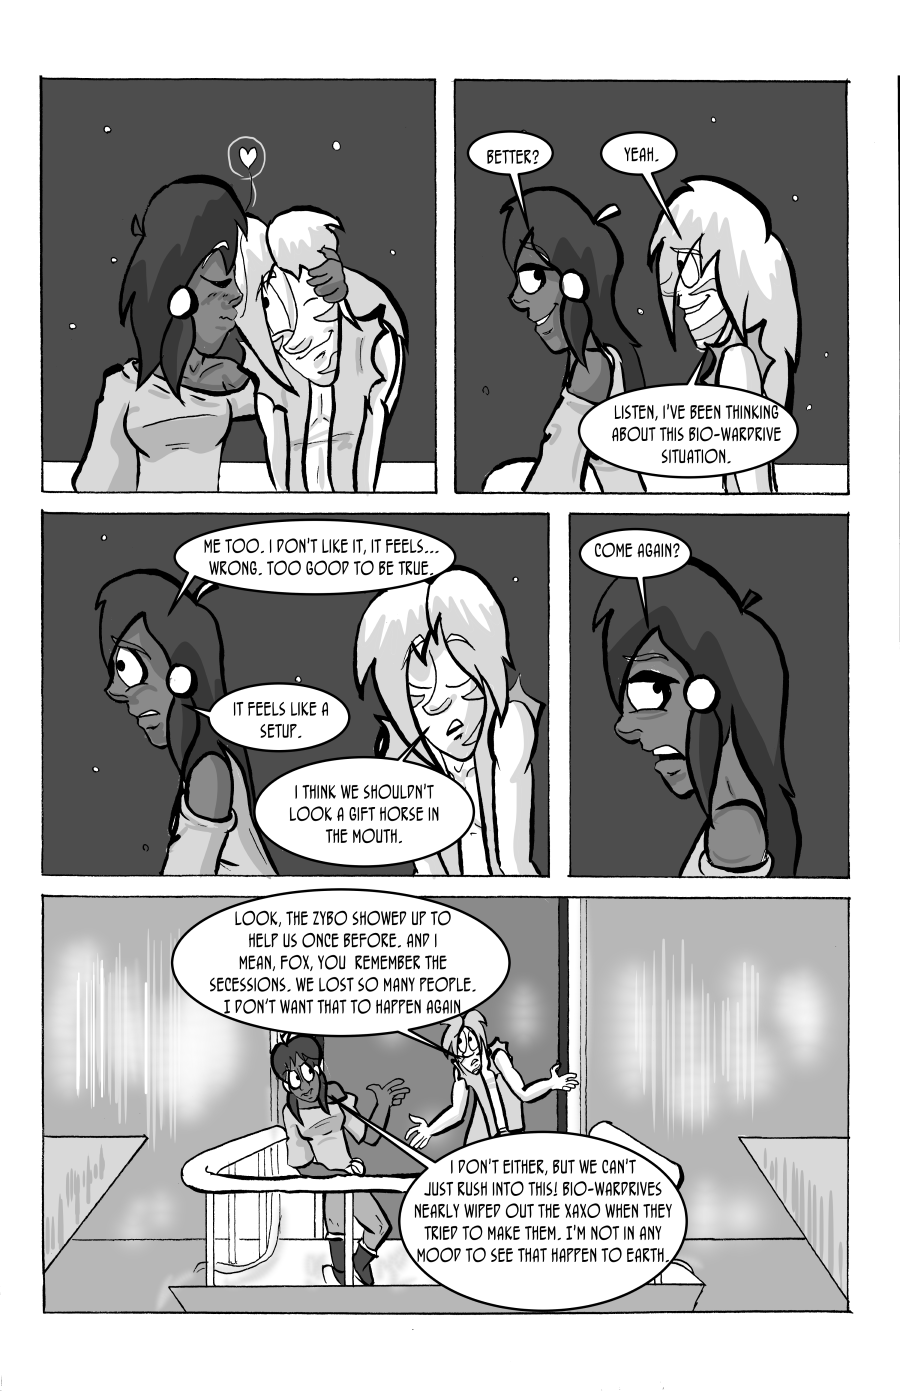 BETTER?
YEAH.
LISTEN, I'VE BEEN THINKING
ABOUT THIS BIO-WARDRIVE
SITUATION.
ME TOO. I DON'T LIKE IT, IT FEELS...
WRONG. TOO GOOD TO BE TRUE.
IT FEELS LIKE A
SETUP.
I THINK WE SHOULDN'T
LOOK A GIFT HORSE IN
THE MOUTH.
COME AGAIN?
LOOK, THE ZYBO SHOWED UP TO
HELP US ONCE BEFORE. AND I
MEAN, FOX, YOU REMEMBER THE
SECESSIONS. WE LOST SO MANY PEOPLE.
I DON'T WANT THAT TO HAPPEN AGAIN
I DON'T EITHER, BUT WE CAN'T
JUST RUSH INTO THIS! BIO-WARDRIVES
NEARLY WIPED OUT THE XAXO WHEN THEY
TRIED TO MAKE THEM. I'M NOT IN ANY
MOOD TO SEE THAT HAPPEN TO EARTH.